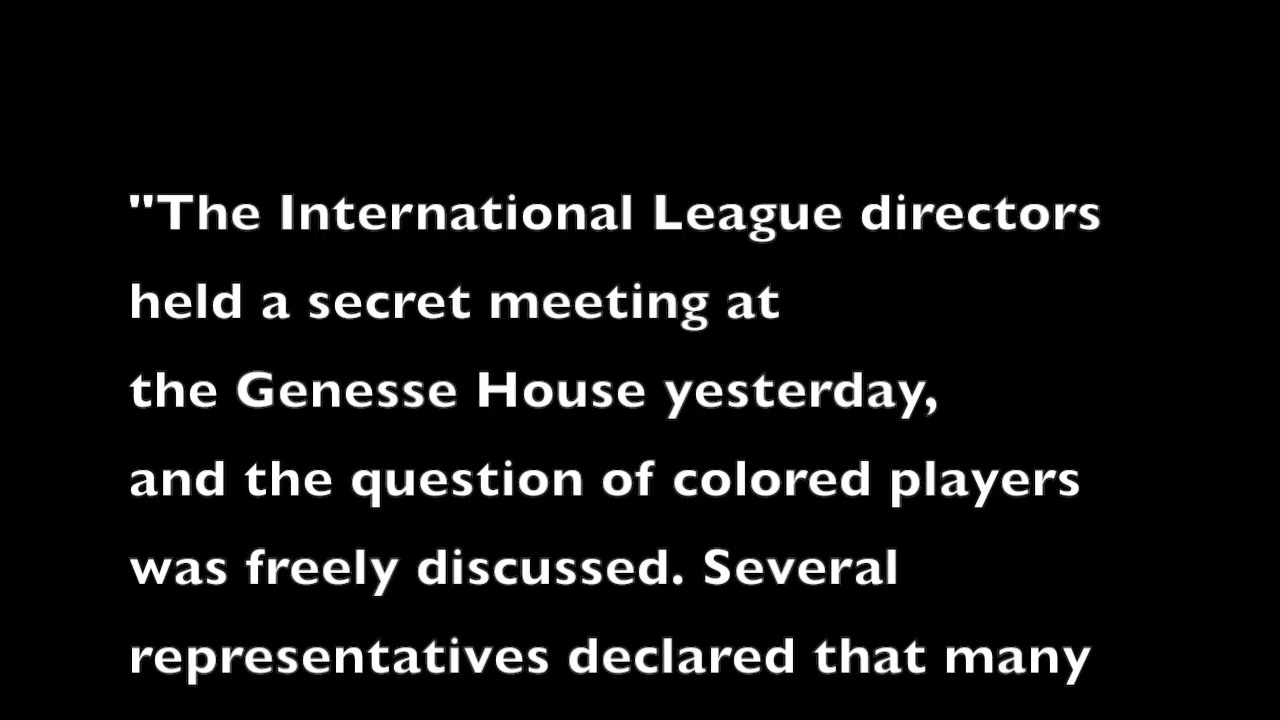 "The International League directors
held a secret meeting at
the Genesse House yesterday,
and the question of colored players
was freely discussed. Several
representatives declared that many